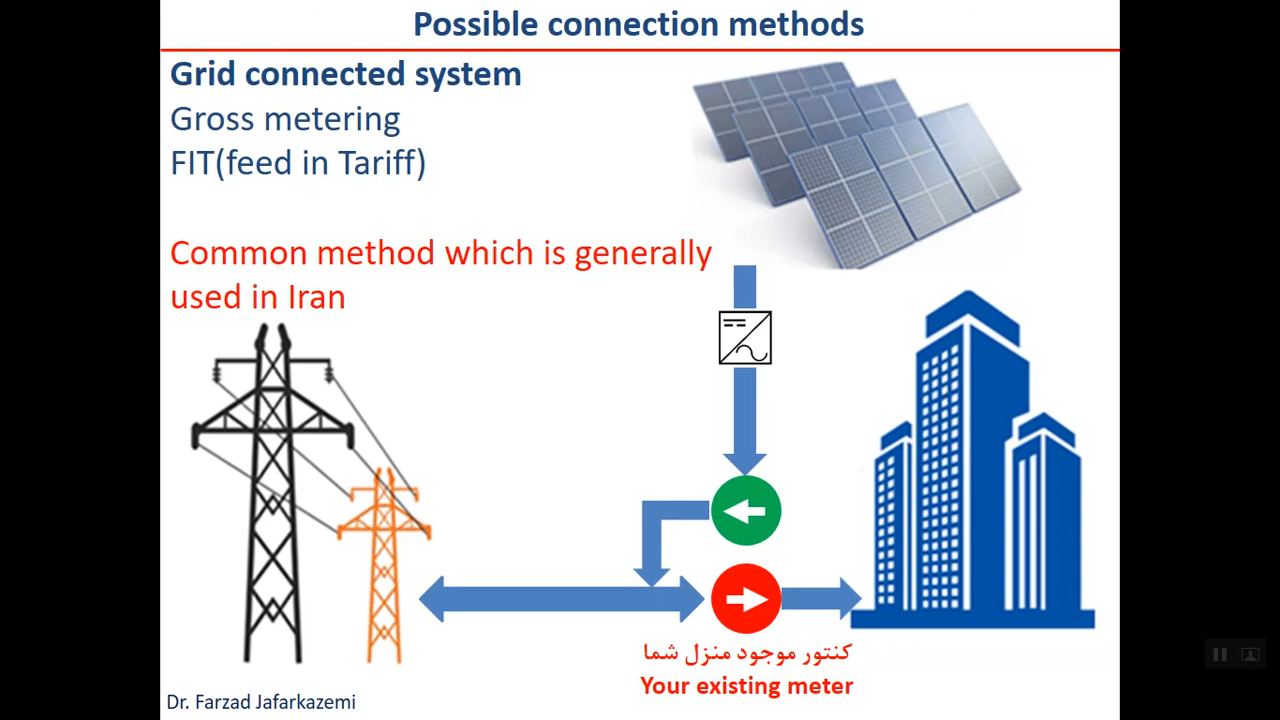 Possible connection methods
Grid connected system
Gross metering
FIT(feed in Tariff)
Common method which is generally
used in Iran
کنتور موجود منزل شما
Your existing meter
Dr. Farzad Jafarkazemi